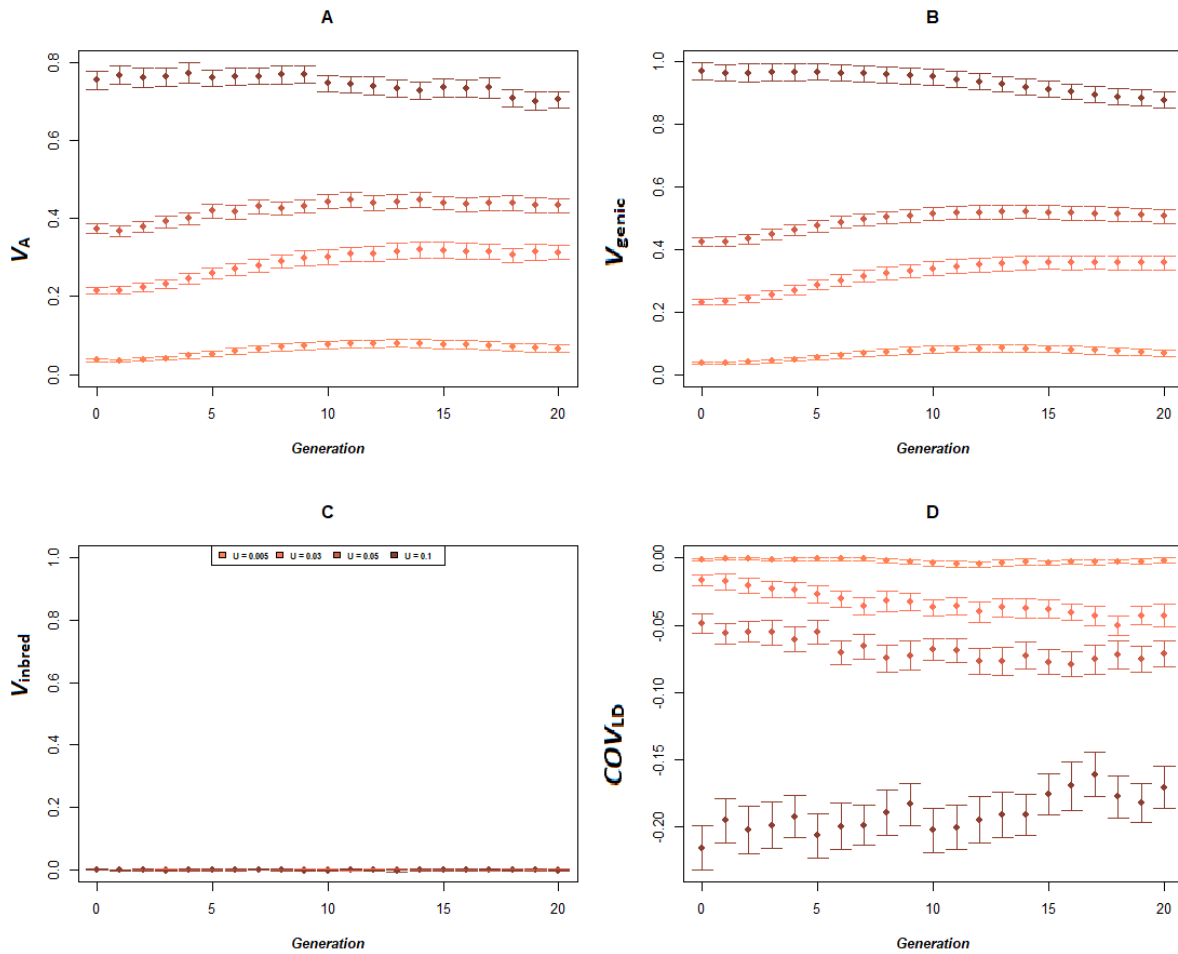 A
V_A
0.0 0.2 0.4 0.6 0.8
0 5 10 15 20
Generation
B
V_genic
0.0 0.2 0.4 0.6 0.8 1.0
0 5 10 15 20
Generation
C
V_inbred
0.0 0.2 0.4 0.6 0.8 1.0
U = 0.005 U = 0.03 U = 0.05 U = 0.1
0 5 10 15 20
Generation
D
COV_LD
-0.20 -0.15 -0.10 -0.05 0.00
0 5 10 15 20
Generation